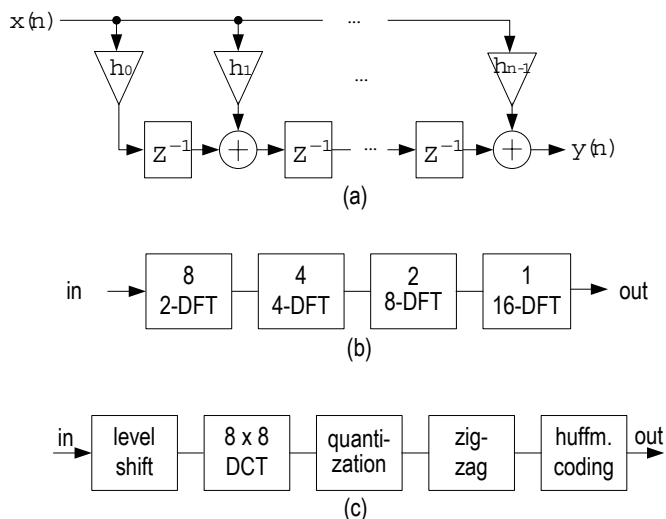 x(n) ... 
h0 h1 ... hn-1
z-1 + z-1 ... z-1 + y(n)
(a)
in 8 2-DFT 4 4-DFT 2 8-DFT 1 16-DFT out
(b)
in level shift 8 x 8 DCT quanti- zation zig- zag huffm. coding out
(c)